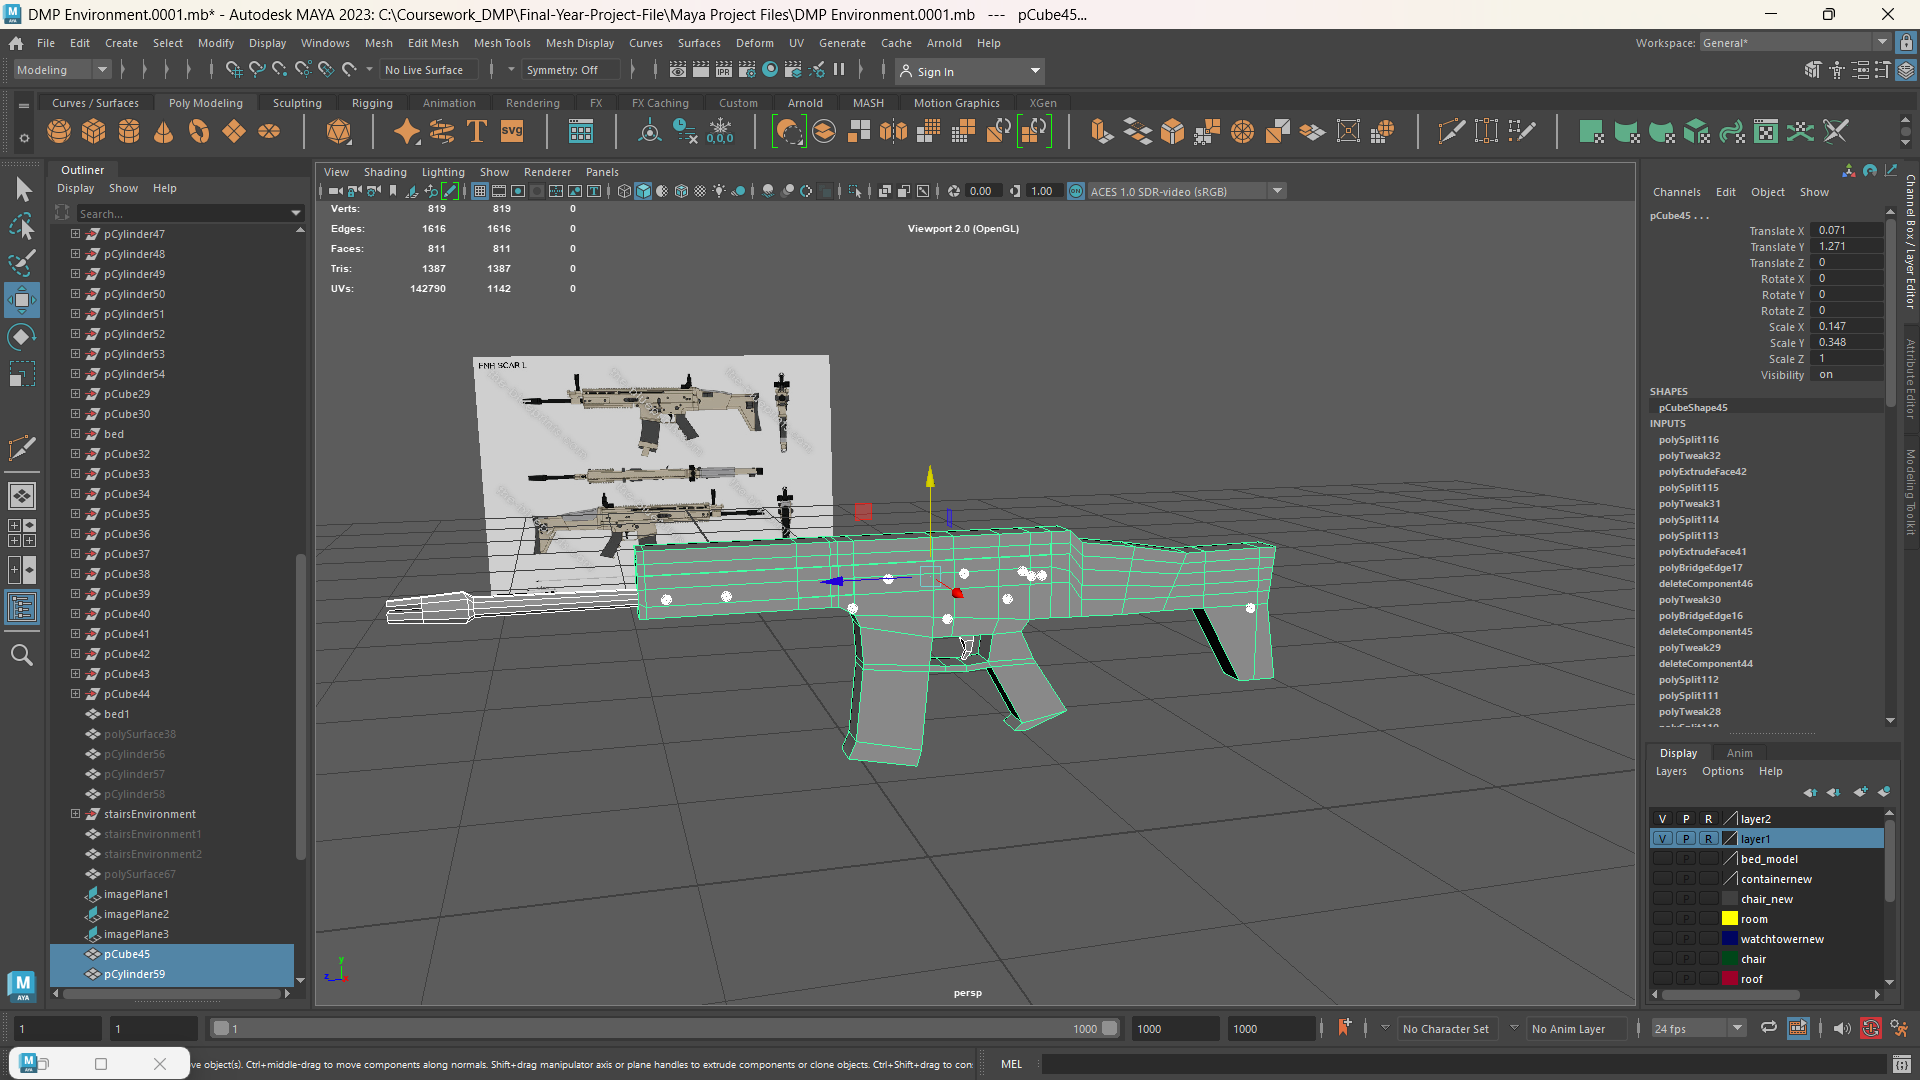 DMP Environment.0001.mb* - Autodesk MAYA 2023: C:\Coursework_DMP\Final-Year-Project-File\Maya Project Files\DMP Environment.0001.mb --- pCube45...
File Edit Create Select Modify Display Windows Mesh Edit Mesh Mesh Tools Mesh Display Curves Surfaces Deform UV Generate Cache Arnold Help
Workspace: General*
Modeling No Live Surface Symmetry: Off Sign In
Curves / Surfaces Poly Modeling Sculpting Rigging Animation Rendering FX FX Caching Custom Arnold MASH Motion Graphics XGen
Outliner
Display Show Help
Search...
pCylinder47
pCylinder48
pCylinder49
pCylinder50
pCylinder51
pCylinder52
pCylinder53
pCylinder54
pCube29
pCube30
bed
pCube32
pCube33
pCube34
pCube35
pCube36
pCube37
pCube38
pCube39
pCube40
pCube41
pCube42
pCube43
pCube44
bed1
polySurface38
pCylinder56
pCylinder57
pCylinder58
stairsEnvironment
stairsEnvironment1
stairsEnvironment2
polySurface67
imagePlane1
imagePlane2
imagePlane3
pCube45
pCylinder59
View Shading Lighting Show Renderer Panels
0.00 1.00 ACES 1.0 SDR-video (sRGB)
Verts: 819 819 0
Edges: 1616 1616 0
Faces: 811 811 0
Tris: 1387 1387 0
UVs: 142790 1142 0
Viewport 2.0 (OpenGL)
FNH SCAR L
persp
Channels Edit Object Show
pCube45 . . .
Translate X 0.071
Translate Y 1.271
Translate Z 0
Rotate X 0
Rotate Y 0
Rotate Z 0
Scale X 0.147
Scale Y 0.348
Scale Z 1
Visibility on
SHAPES
pCubeShape45
INPUTS
polySplit116
polyTweak32
polyExtrudeFace42
polySplit115
polyTweak31
polySplit114
polySplit113
polyExtrudeFace41
polyBridgeEdge17
deleteComponent46
polyTweak30
polyBridgeEdge16
deleteComponent45
polyTweak29
deleteComponent44
polySplit112
polySplit111
polyTweak28
Channel Box / Layer Editor
Attribute Editor
Modeling Toolkit
Display Anim
Layers Options Help
V P R layer2
V P R layer1
P bed_model
P containernew
P chair_new
P room
P watchtowernew
P chair
P roof
1 1 1 1000 1000 1000 No Character Set No Anim Layer 24 fps
ve object(s). Ctrl+middle-drag to move components along normals. Shift+drag manipulator axis or plane handles to extrude components or clone objects. Ctrl+Shift+drag to con
MEL